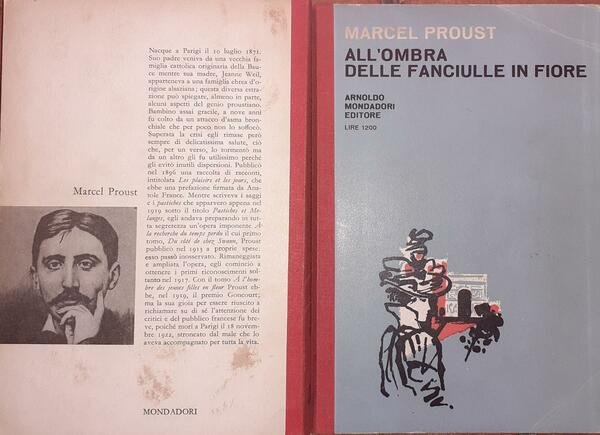 Nacque a Parigi il 10 luglio 1871.
Suo padre veniva da una vecchia fa-
miglia cattolica originaria della Bau-
ce mentre sua madre, Jeanne Weil,
apparteneva a una famiglia ebrea d'o-
rigine alsaziana; questa diversa estra-
zione può spiegare, almeno in parte,
alcuni aspetti del genio proustiano.
Bambino assai gracile, a nove anni
fu colto da un attacco d'asma bron-
chiale che per poco non lo soffocò.
Superata la crisi egli rimase però
sempre di delicatissima salute, ciò
che, per un verso, lo tormentò ma
da un altro gli fu utilissimo perché
gli evitò inutili dispersioni. Pubblicò
nel 1896 una raccolta di racconti,
intitolata Les plaisirs et les jours, che
ebbe una prefazione firmata da Ana-
tole France. Mentre scriveva i saggi
e i pastiches che apparvero appena nel
1919 sotto il titolo Pastiches et Me-
langes, egli andava preparando in tut-
ta segretezza un'opera imponente A
la recherche du temps perdu il cui primo
tomo, Du côté de chez Swann, Proust
pubblicò nel 1913 a proprie spese:
esso passò inosservato. Rimaneggiata
e ampliata l'opera, egli cominciò a
ottenere i primi riconoscimenti sol-
tanto nel 1917. Con il tomo A l'om-
bre des jeunes filles en fleur Proust eb-
be, nel 1919, il premio Goncourt;
ma la sua gioia per essere riuscito a
richiamare su di sé l'attenzione dei
critici e del pubblico francese fu bre-
ve, poiché morì a Parigi il 18 novem-
bre 1922, stroncato dal male che lo
aveva accompagnato per tutta la vita.
Marcel Proust
MONDADORI
MARCEL PROUST
ALL'OMBRA
DELLE FANCIULLE IN FIORE
ARNOLDO
MONDADORI
EDITORE
LIRE 1200